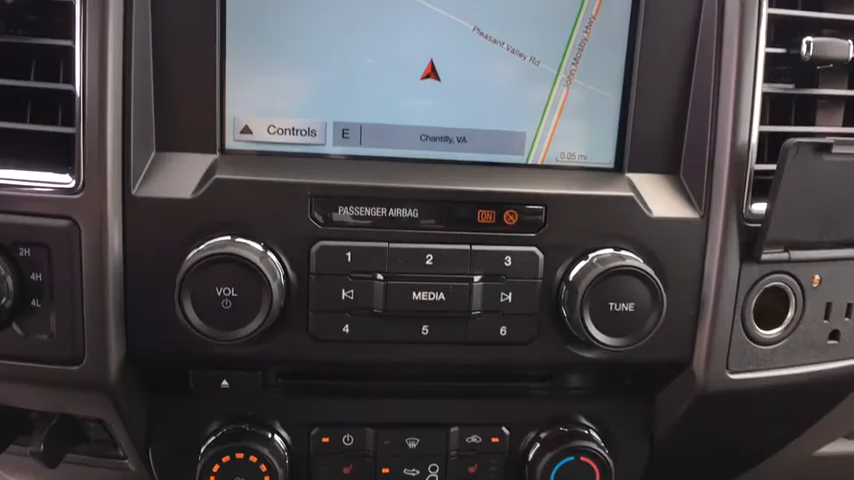 Pleasant Valley Rd
John Mosby Hwy
Controls
E
Chantilly, VA
0.05 mi
PASSENGER AIRBAG
ON
2H
4H
4L
1
2
3
VOL
MEDIA
TUNE
4
5
6